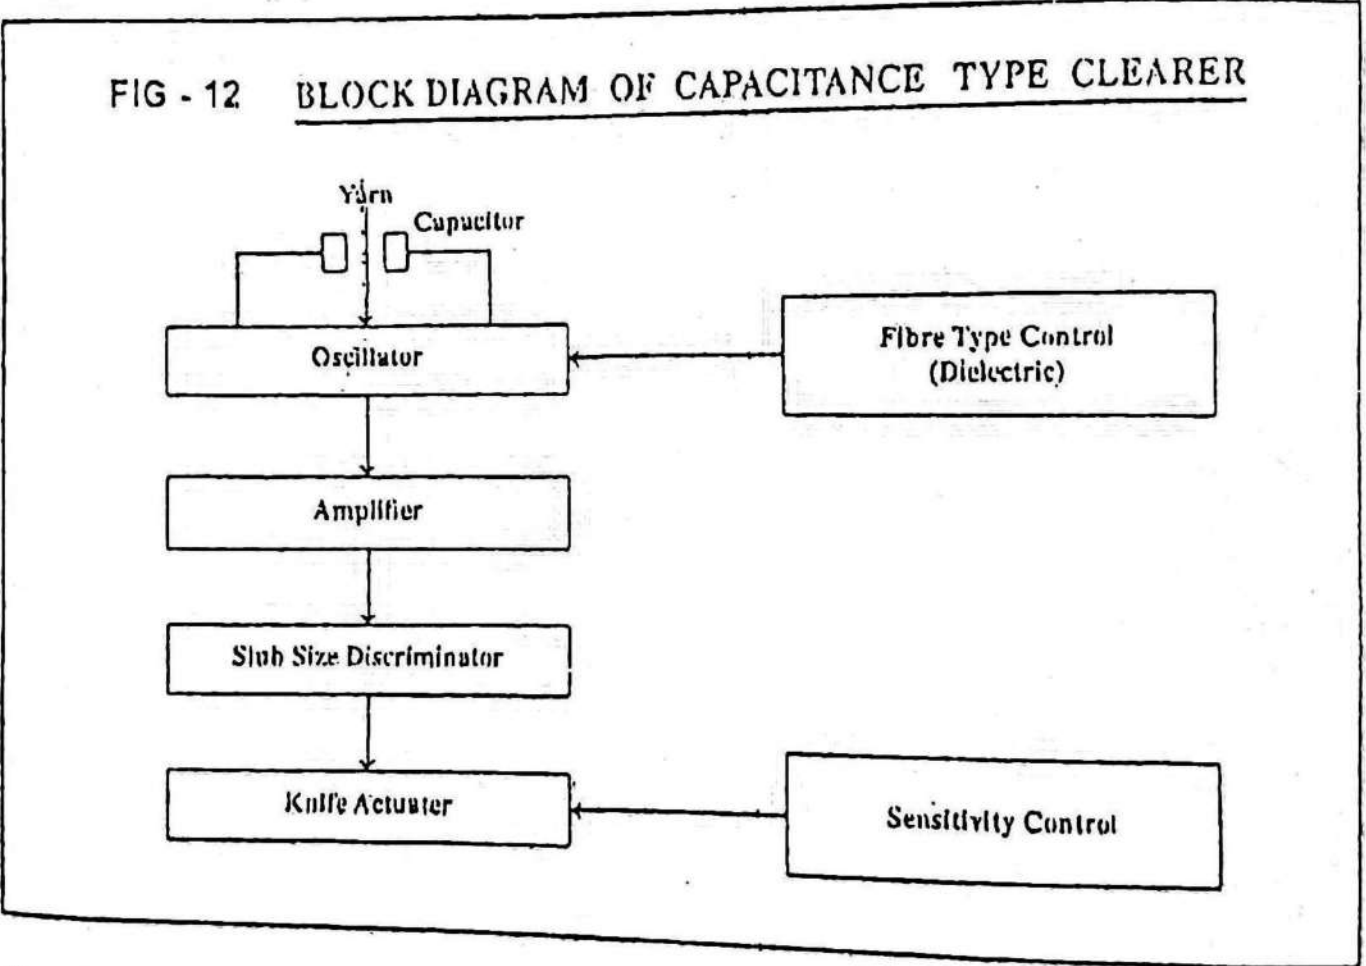 FIG - 12 BLOCK DIAGRAM OF CAPACITANCE TYPE CLEARER
Yarn
Capacitor
Oscillator
Fibre Type Control
(Dielectric)
Amplifier
Slub Size Discriminator
Knife Actuater
Sensitivity Control